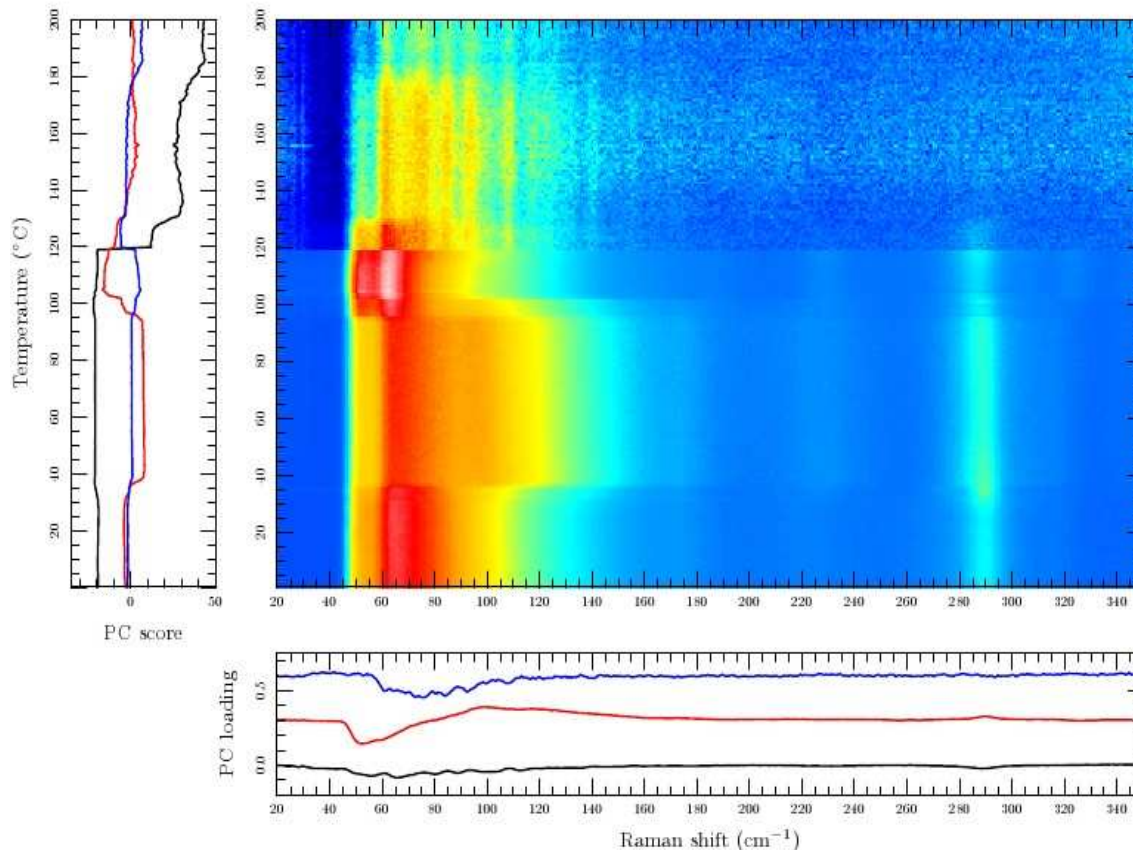 Temperature (°C)
20 40 60 80 100 120 140 160 180 200
0 50
PC score
20 40 60 80 100 120 140 160 180 200 220 240 260 280 300 320 340
PC loading
0.0 0.5
20 40 60 80 100 120 140 160 180 200 220 240 260 280 300 320 340
Raman shift (cm⁻¹)
20 40 60 80 100 120 140 160 180 200